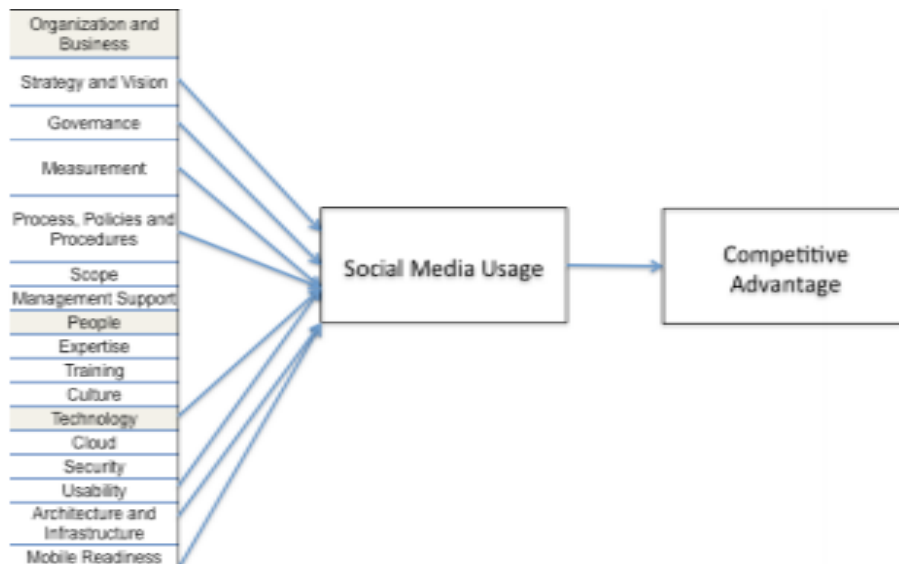 Organization and
Business
Strategy and Vision
Governance
Measurement
Process, Policies and
Procedures
Scope
Management Support
People
Expertise
Training
Culture
Technology
Cloud
Security
Usability
Architecture and
Infrastructure
Mobile Readiness
Social Media Usage
Competitive
Advantage